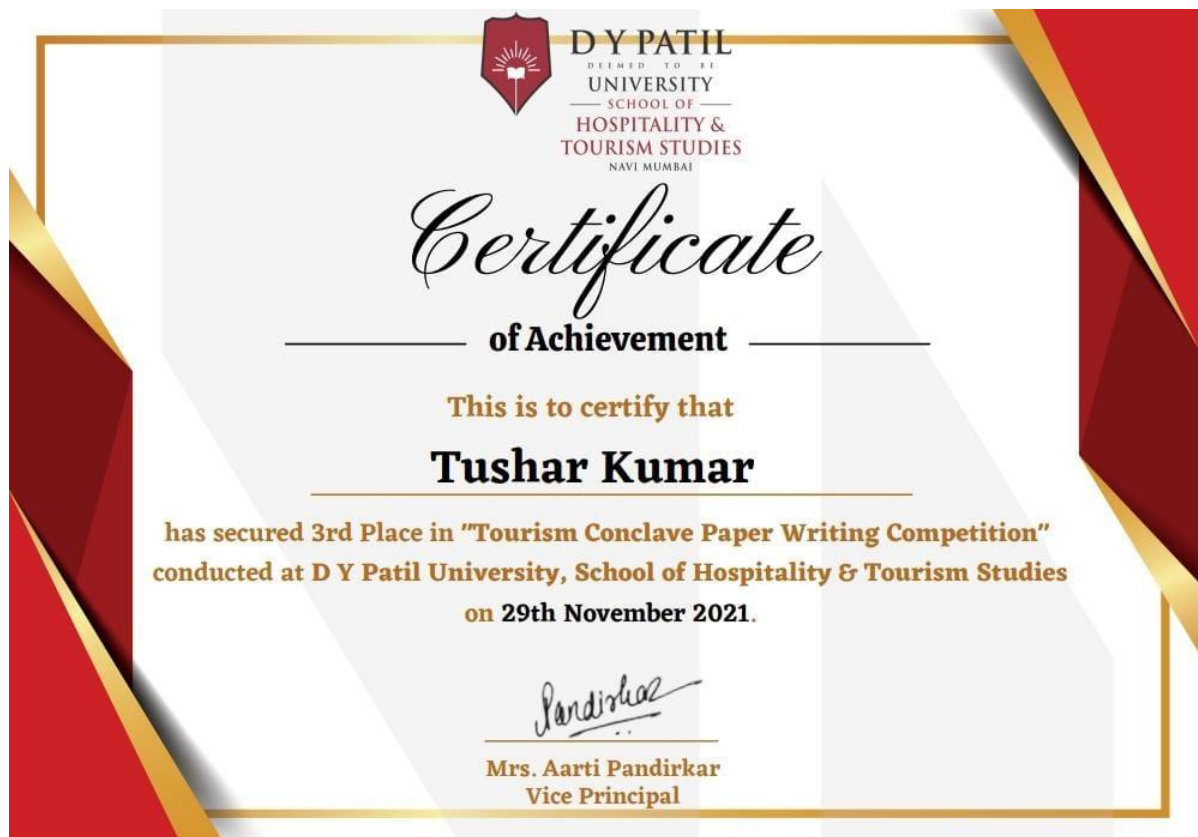 D Y PATIL
DEEMED TO BE
UNIVERSITY
SCHOOL OF
HOSPITALITY &
TOURISM STUDIES
NAVI MUMBAI
Certificate
of Achievement
This is to certify that
Tushar Kumar
has secured 3rd Place in "Tourism Conclave Paper Writing Competition"
conducted at D Y Patil University, School of Hospitality & Tourism Studies
on 29th November 2021.
Pandirkar
Mrs. Aarti Pandirkar
Vice Principal